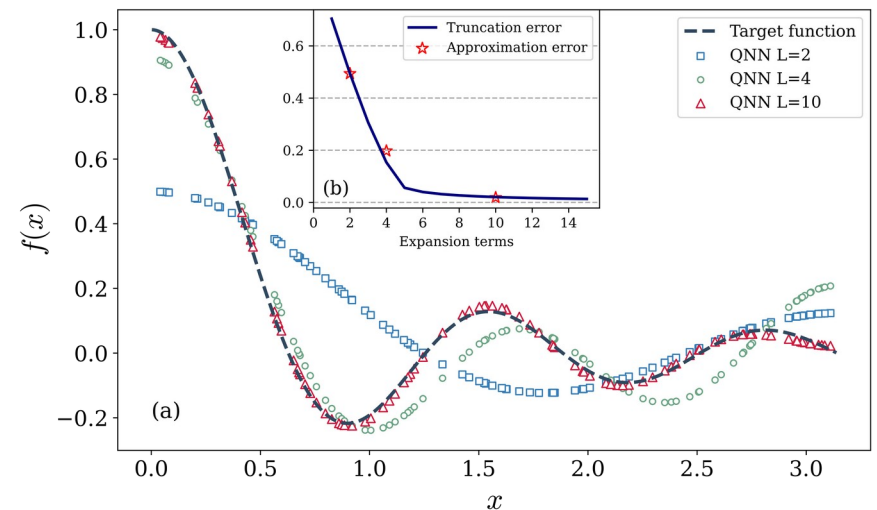 1.0
0.8
0.6
0.4
0.2
0.0
−0.2
f(x)
0.0 0.5 1.0 1.5 2.0 2.5 3.0
x
(a)
0.6
0.4
0.2
0.0
0 2 4 6 8 10 12 14
Expansion terms
(b)
Truncation error
Approximation error
Target function
QNN L=2
QNN L=4
QNN L=10